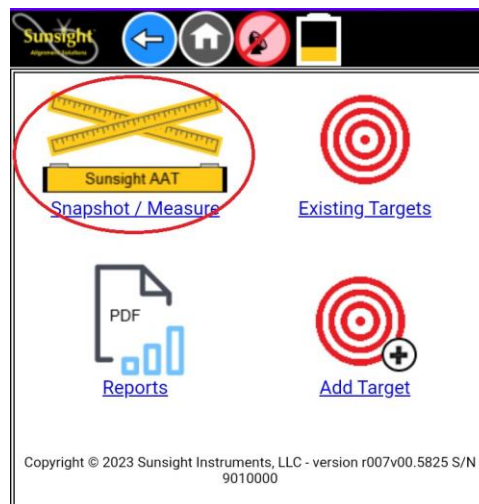 Sunsight
Alignment Solutions
Sunsight AAT
Snapshot / Measure
Existing Targets
PDF
Reports
Add Target
Copyright © 2023 Sunsight Instruments, LLC - version r007v00.5825 S/N
9010000